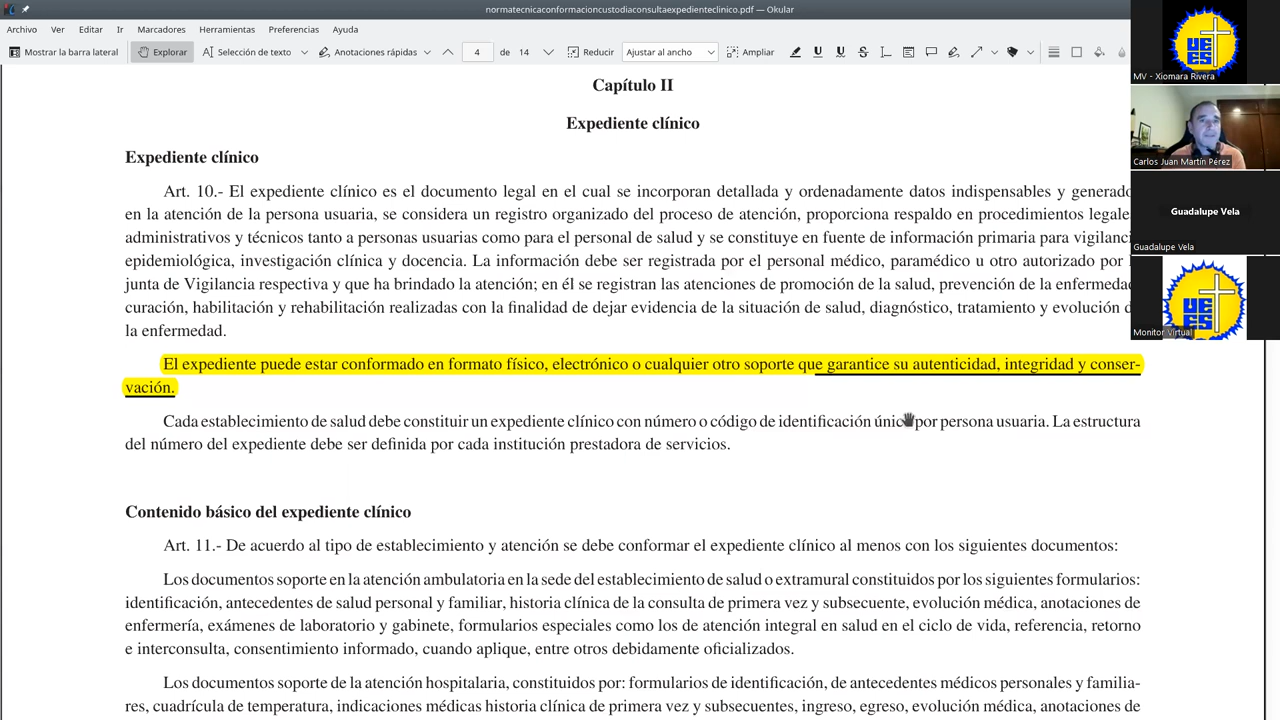 normatecnicaconformacioncustodiaconsultaexpedienteclinico.pdf — Okular
Archivo Ver Editar Ir Marcadores Herramientas Preferencias Ayuda
Mostrar la barra lateral Explorar Selección de texto Anotaciones rápidas 4 de 14 Reducir Ajustar al ancho Ampliar
Capítulo II
Expediente clínico
Expediente clínico
Art. 10.- El expediente clínico es el documento legal en el cual se incorporan detallada y ordenadamente datos indispensables y generado
en la atención de la persona usuaria, se considera un registro organizado del proceso de atención, proporciona respaldo en procedimientos legale
administrativos y técnicos tanto a personas usuarias como para el personal de salud y se constituye en fuente de información primaria para vigilanci
epidemiológica, investigación clínica y docencia. La información debe ser registrada por el personal médico, paramédico u otro autorizado por
junta de Vigilancia respectiva y que ha brindado la atención; en él se registran las atenciones de promoción de la salud, prevención de la enfermeda
curación, habilitación y rehabilitación realizadas con la finalidad de dejar evidencia de la situación de salud, diagnóstico, tratamiento y evolución d
la enfermedad.
El expediente puede estar conformado en formato físico, electrónico o cualquier otro soporte que garantice su autenticidad, integridad y conser-
vación.
Cada establecimiento de salud debe constituir un expediente clínico con número o código de identificación único por persona usuaria. La estructura
del número del expediente debe ser definida por cada institución prestadora de servicios.
Contenido básico del expediente clínico
Art. 11.- De acuerdo al tipo de establecimiento y atención se debe conformar el expediente clínico al menos con los siguientes documentos:
Los documentos soporte en la atención ambulatoria en la sede del establecimiento de salud o extramural constituidos por los siguientes formularios:
identificación, antecedentes de salud personal y familiar, historia clínica de la consulta de primera vez y subsecuente, evolución médica, anotaciones de
enfermería, exámenes de laboratorio y gabinete, formularios especiales como los de atención integral en salud en el ciclo de vida, referencia, retorno
e interconsulta, consentimiento informado, cuando aplique, entre otros debidamente oficializados.
Los documentos soporte de la atención hospitalaria, constituidos por: formularios de identificación, de antecedentes médicos personales y familia-
res, cuadrícula de temperatura, indicaciones médicas historia clínica de primera vez y subsecuentes, ingreso, egreso, evolución médica, anotaciones de
UEES
MV - Xiomara Rivera
Carlos Juan Martín Pérez
Guadalupe Vela
Guadalupe Vela
UEES
Monitor Virtual